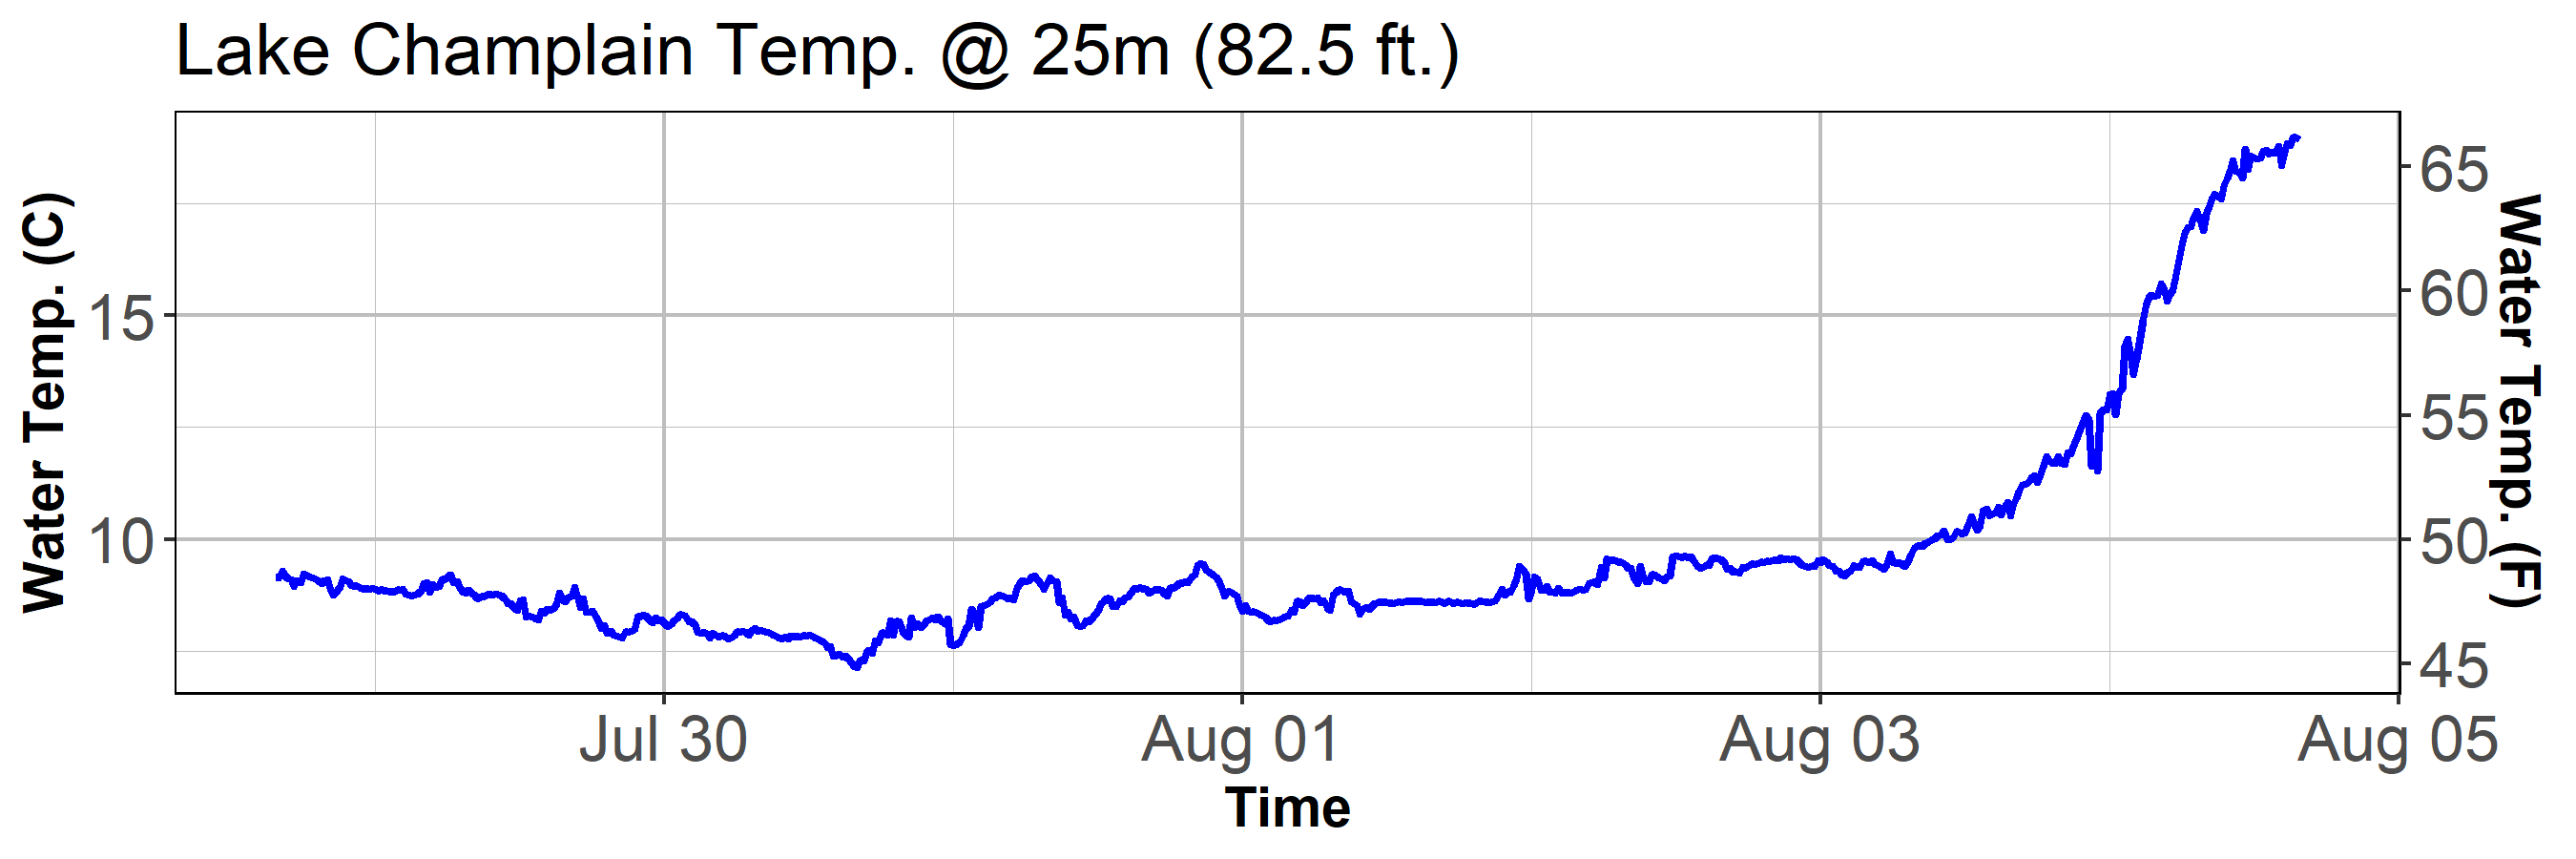 Lake Champlain Temp. @ 25m (82.5 ft.)
Water Temp. (C)
15
10
65
60
55
50
45
Water Temp. (F)
Jul 30
Aug 01
Aug 03
Aug 05
Time